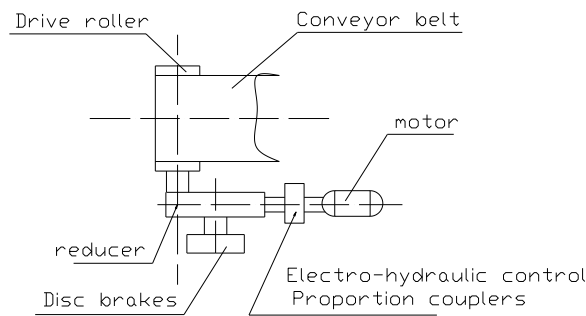 Drive roller
Conveyor belt
motor
reducer
Electro-hydraulic control
Proportion couplers
Disc brakes